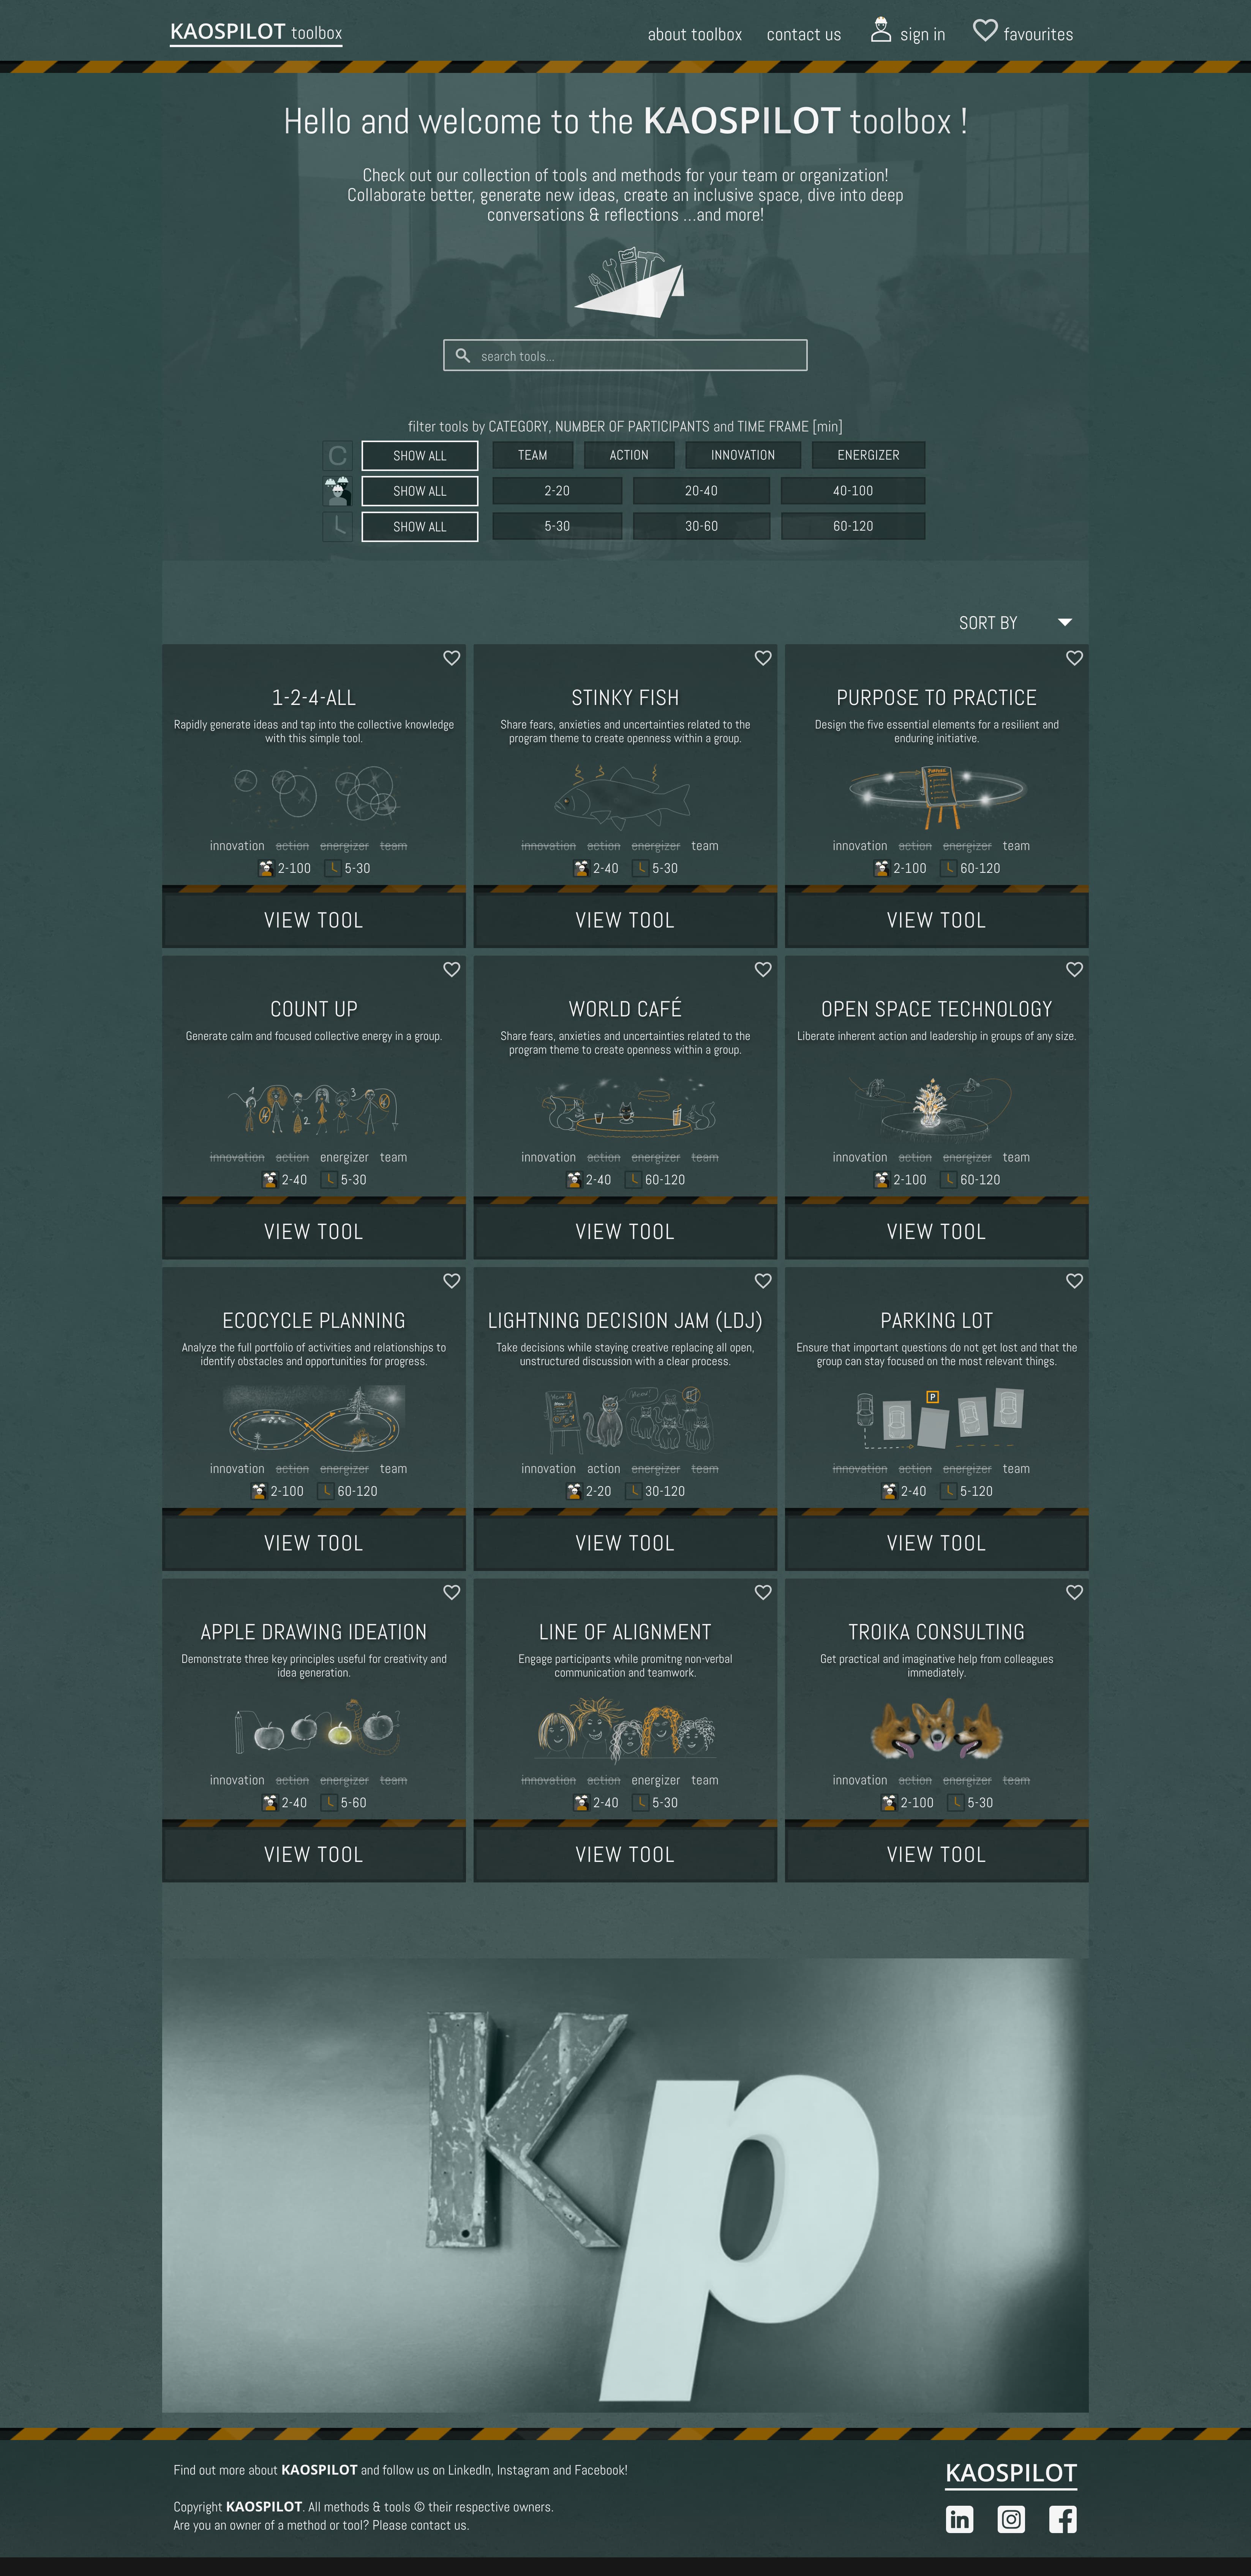 KAOSPILOT toolbox
about toolbox contact us sign in favourites
Hello and welcome to the KAOSPILOT toolbox !
Check out our collection of tools and methods for your team or organization!
Collaborate better, generate new ideas, create an inclusive space, dive into deep
conversations & reflections ...and more!
search tools...
filter tools by CATEGORY, NUMBER OF PARTICIPANTS and TIME FRAME [min]
C SHOW ALL TEAM ACTION INNOVATION ENERGIZER
SHOW ALL 2-20 20-40 40-100
SHOW ALL 5-30 30-60 60-120
SORT BY
1-2-4-ALL
Rapidly generate ideas and tap into the collective knowledge
with this simple tool.
innovation action energizer team
2-100 5-30
VIEW TOOL
STINKY FISH
Share fears, anxieties and uncertainties related to the
program theme to create openness within a group.
innovation action energizer team
2-40 5-30
VIEW TOOL
PURPOSE TO PRACTICE
Design the five essential elements for a resilient and
enduring initiative.
innovation action energizer team
2-100 60-120
VIEW TOOL
COUNT UP
Generate calm and focused collective energy in a group.
1
3
2
innovation action energizer team
2-40 5-30
VIEW TOOL
WORLD CAFÉ
Share fears, anxieties and uncertainties related to the
program theme to create openness within a group.
innovation action energizer team
2-40 60-120
VIEW TOOL
OPEN SPACE TECHNOLOGY
Liberate inherent action and leadership in groups of any size.
innovation action energizer team
2-100 60-120
VIEW TOOL
ECOCYCLE PLANNING
Analyze the full portfolio of activities and relationships to
identify obstacles and opportunities for progress.
innovation action energizer team
2-100 60-120
VIEW TOOL
LIGHTNING DECISION JAM (LDJ)
Take decisions while staying creative replacing all open,
unstructured discussion with a clear process.
innovation action energizer team
2-20 30-120
VIEW TOOL
PARKING LOT
Ensure that important questions do not get lost and that the
group can stay focused on the most relevant things.
P
innovation action energizer team
2-40 5-120
VIEW TOOL
APPLE DRAWING IDEATION
Demonstrate three key principles useful for creativity and
idea generation.
innovation action energizer team
2-40 5-60
VIEW TOOL
LINE OF ALIGNMENT
Engage participants while promitng non-verbal
communication and teamwork.
innovation action energizer team
2-40 5-30
VIEW TOOL
TROIKA CONSULTING
Get practical and imaginative help from colleagues
immediately.
innovation action energizer team
2-100 5-30
VIEW TOOL
Kp
Find out more about KAOSPILOT and follow us on LinkedIn, Instagram and Facebook!
Copyright KAOSPILOT. All methods & tools © their respective owners.
Are you an owner of a method or tool? Please contact us.
KAOSPILOT
in f